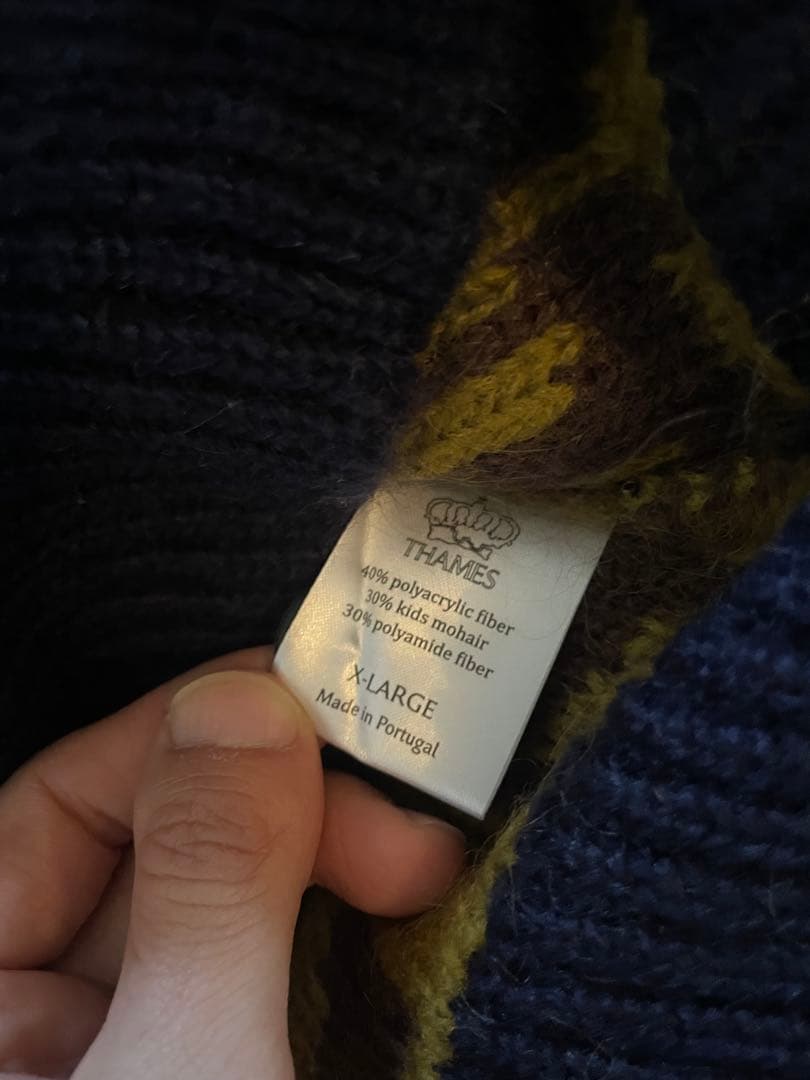 THAMES
40% polyacrylic fiber
30% kids mohair
30% polyamide fiber
X-LARGE
Made in Portugal